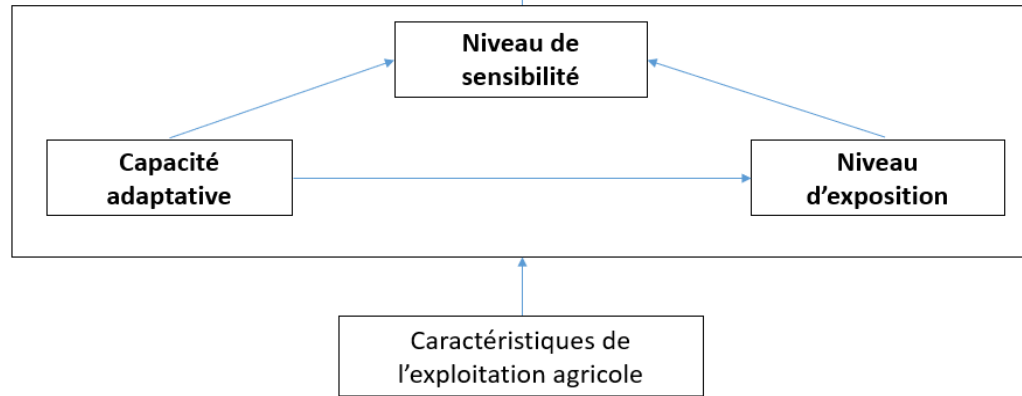 Niveau de
sensibilité
Capacité
adaptative
Niveau
d’exposition
Caractéristiques de
l’exploitation agricole